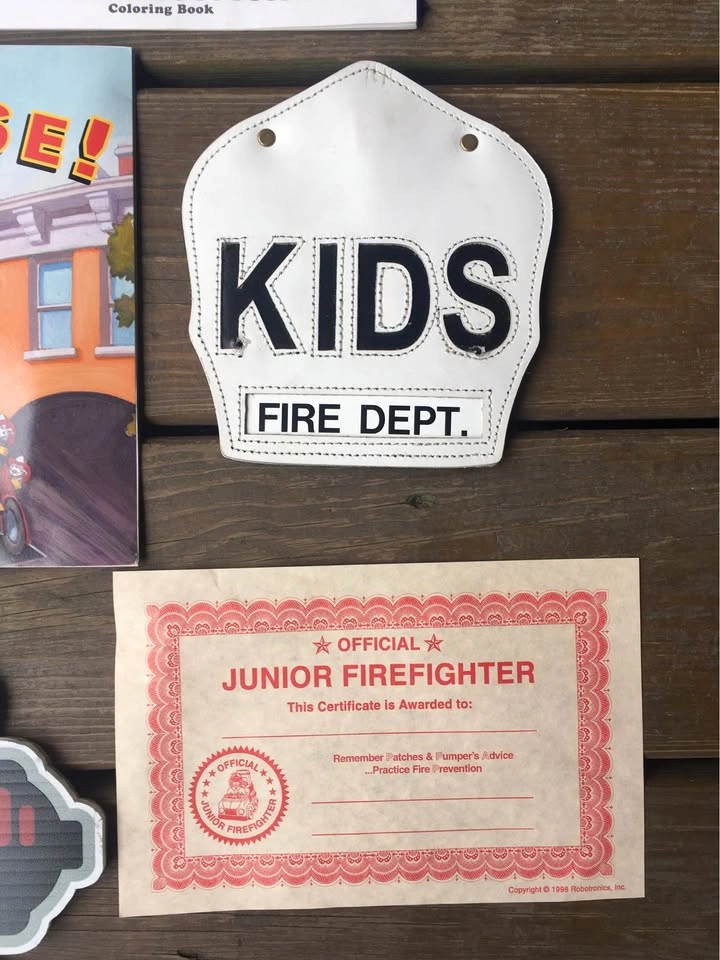 Coloring Book
SE!
KIDS
FIRE DEPT.
OFFICIAL
JUNIOR FIREFIGHTER
This Certificate is Awarded to:
Remember Patches & Pumper's Advice
...Practice Fire Prevention
OFFICIAL
JUNIOR FIREFIGHTER
Copyright © 1998 Robotronics, Inc.